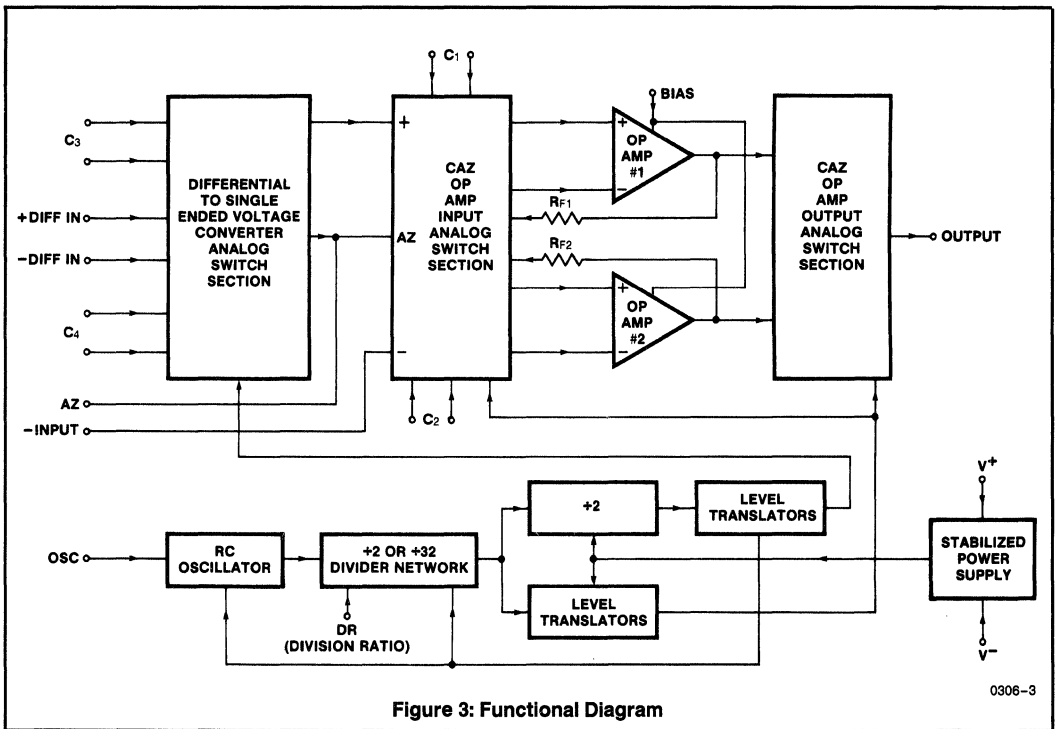 C1
BIAS
C3
+DIFF IN
−DIFF IN
C4
AZ
−INPUT
DIFFERENTIAL
TO SINGLE
ENDED VOLTAGE
CONVERTER
ANALOG
SWITCH
SECTION
+
AZ
−
CAZ
OP
AMP
INPUT
ANALOG
SWITCH
SECTION
C2
+
OP
AMP
#1
−
RF1
RF2
+
OP
AMP
#2
−
CAZ
OP
AMP
OUTPUT
ANALOG
SWITCH
SECTION
OUTPUT
OSC
RC
OSCILLATOR
+2 OR +32
DIVIDER NETWORK
DR
(DIVISION RATIO)
+2
LEVEL
TRANSLATORS
LEVEL
TRANSLATORS
V+
STABILIZED
POWER
SUPPLY
V−
0306–3
Figure 3: Functional Diagram